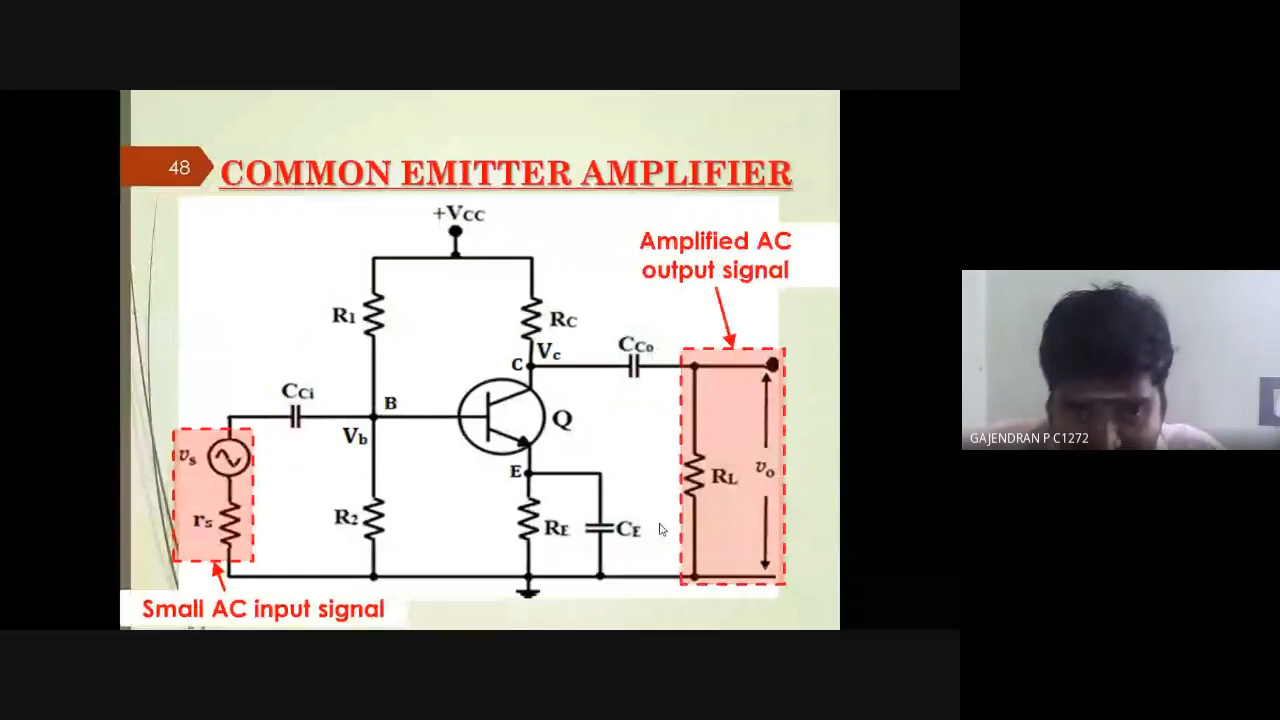 48
COMMON EMITTER AMPLIFIER
+VCC
Amplified AC
output signal
R1
RC
Vc
C
CCo
CCi
B
Q
Vb
vs
E
RL
vo
rs
R2
RE
CE
Small AC input signal
GAJENDRAN P C1272